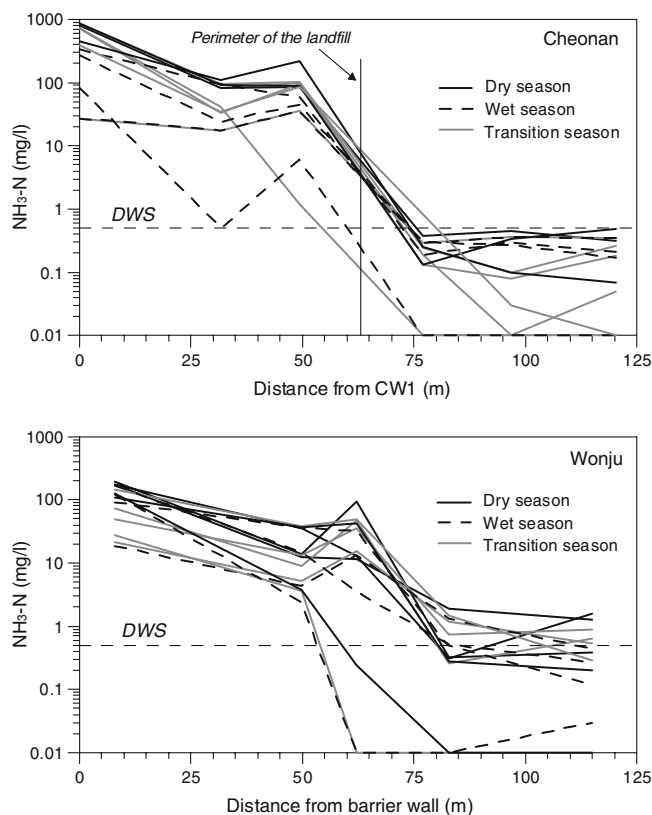 1000
Perimeter of the landfill
Cheonan
100
Dry season
Wet season
10
Transition season
NH₃-N (mg/l)
1
DWS
0.1
0.01
0 25 50 75 100 125
Distance from CW1 (m)
1000
Wonju
100
Dry season
Wet season
10
Transition season
NH₃-N (mg/l)
1
DWS
0.1
0.01
0 25 50 75 100 125
Distance from barrier wall (m)